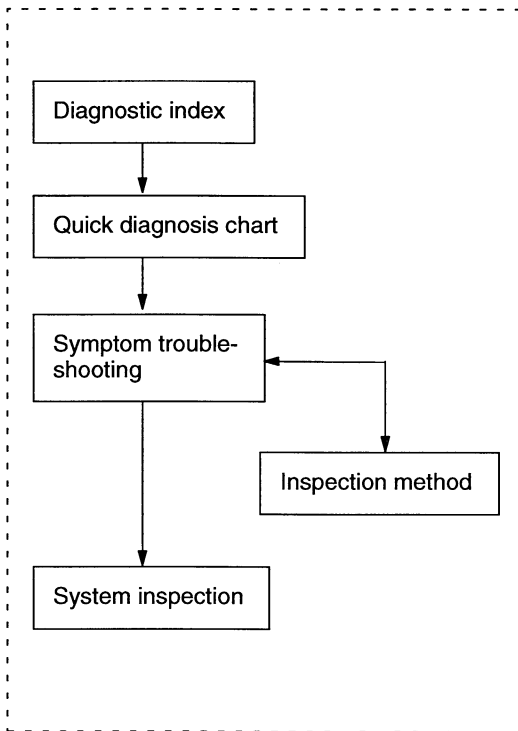 Diagnostic index
Quick diagnosis chart
Symptom trouble-
shooting
Inspection method
System inspection